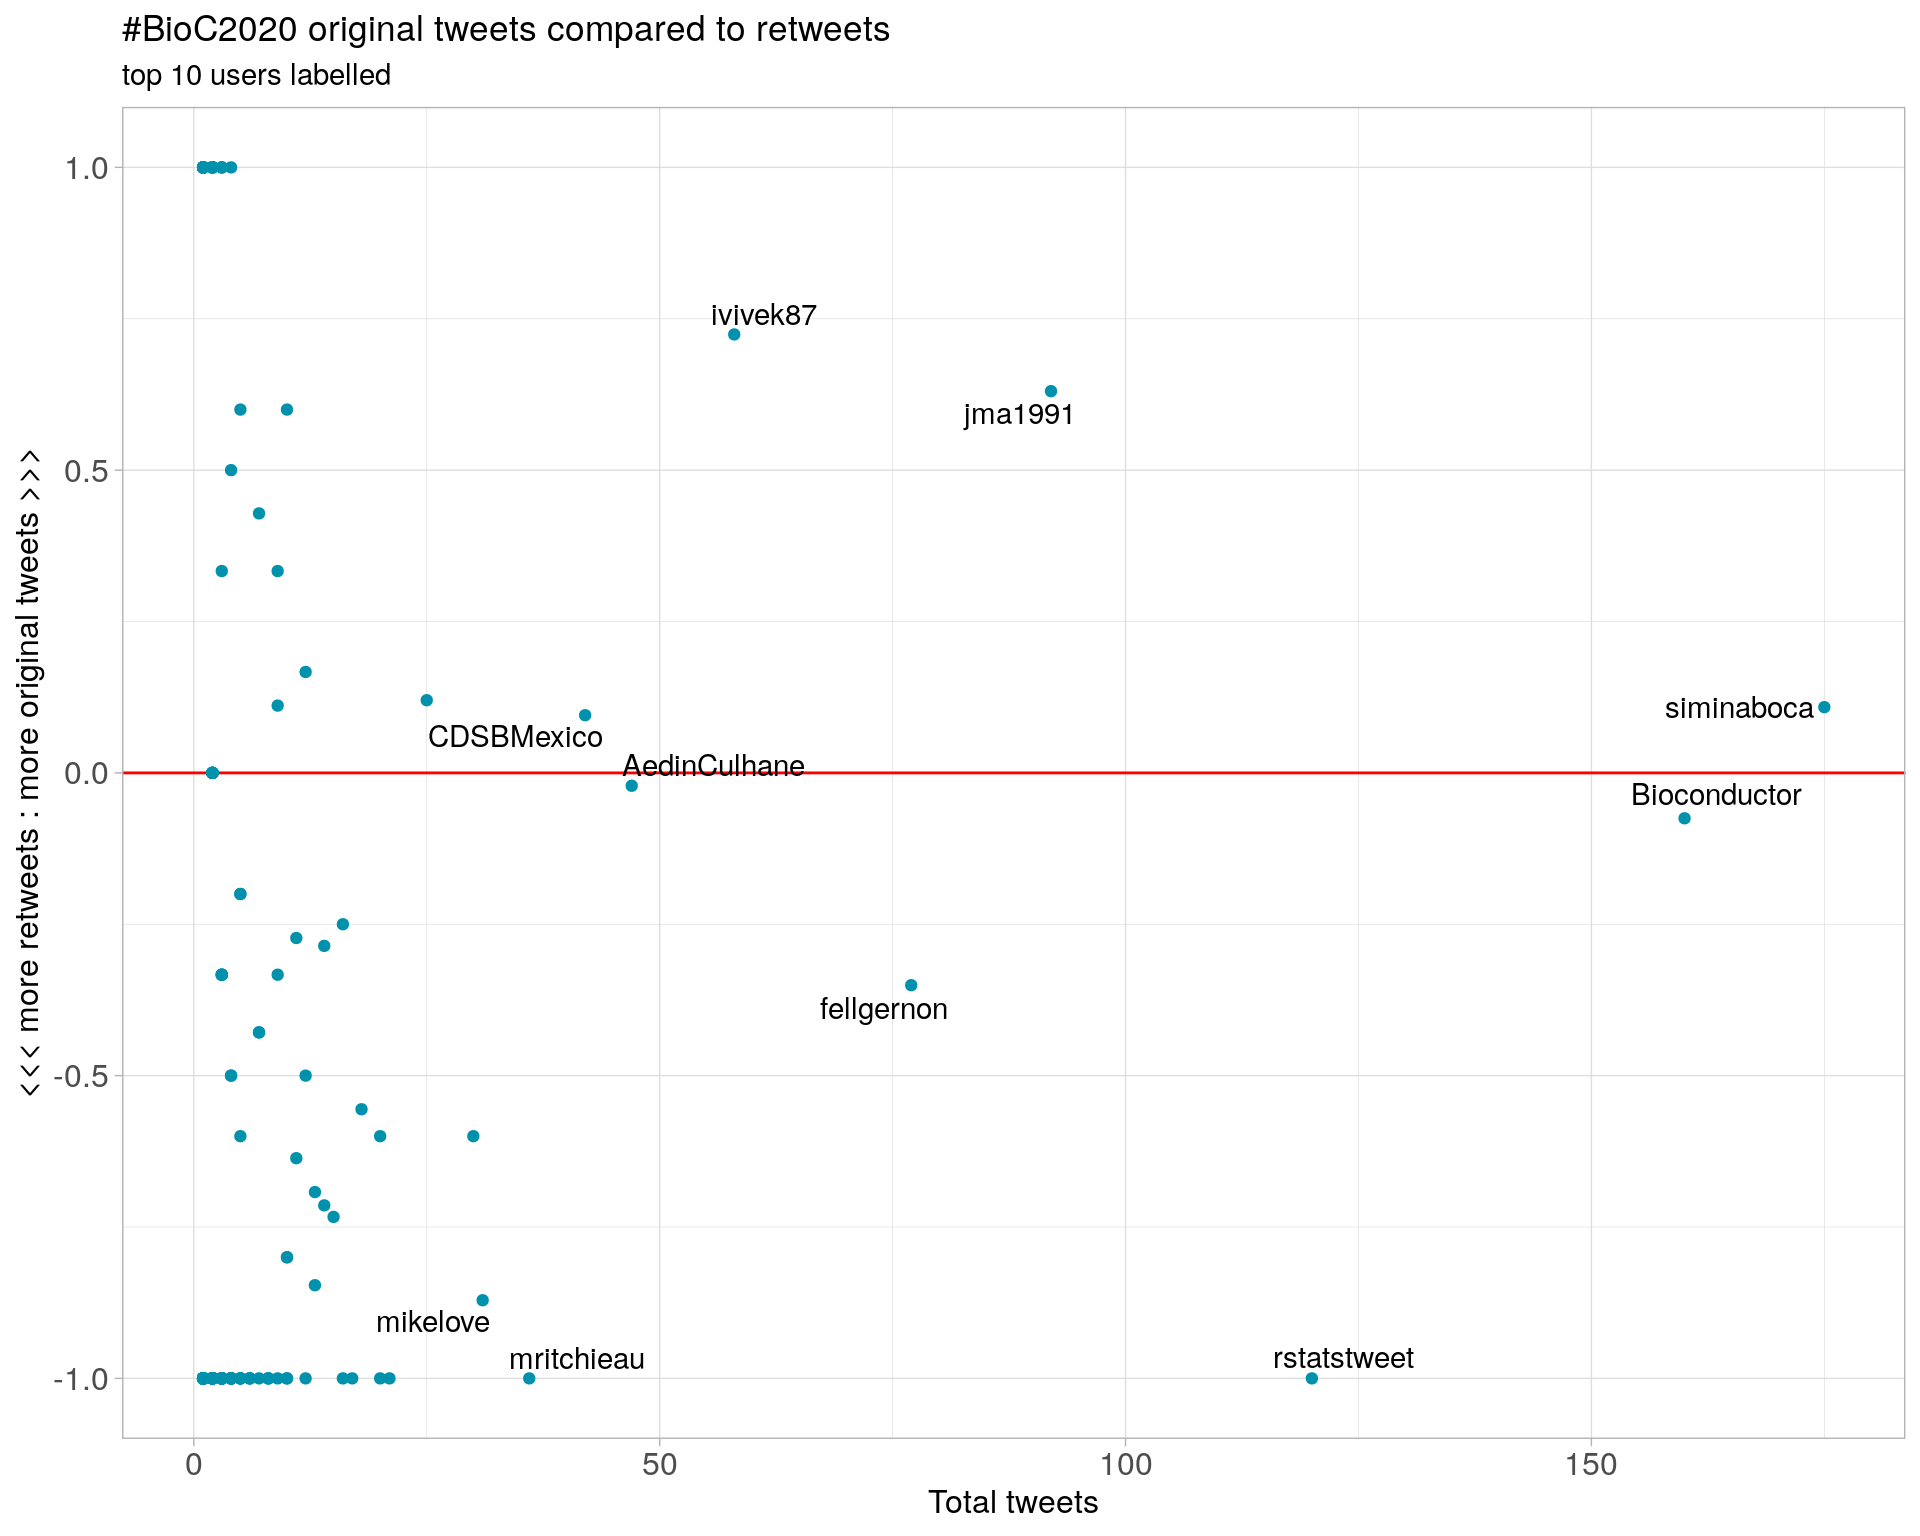 #BioC2020 original tweets compared to retweets
top 10 users labelled
<<< more retweets : more original tweets >>>
1.0
0.5
0.0
-0.5
-1.0
ivivek87
jma1991
siminaboca
CDSBMexico
AedinCulhane
Bioconductor
fellgernon
mikelove
mritchieau
rstatstweet
0
50
100
150
Total tweets